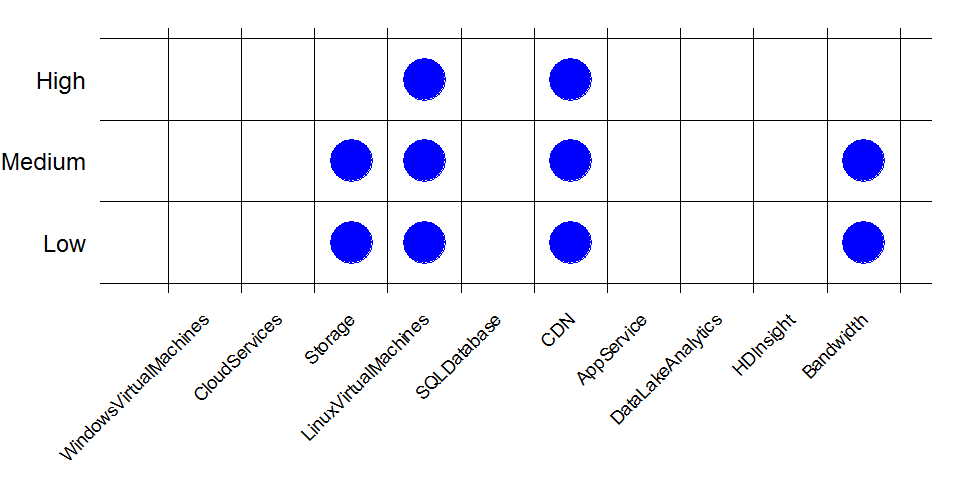 High
Medium
Low
WindowsVirtualMachines
CloudServices
Storage
LinuxVirtualMachines
SQLDatabase
CDN
AppService
DataLakeAnalytics
HDInsight
Bandwidth